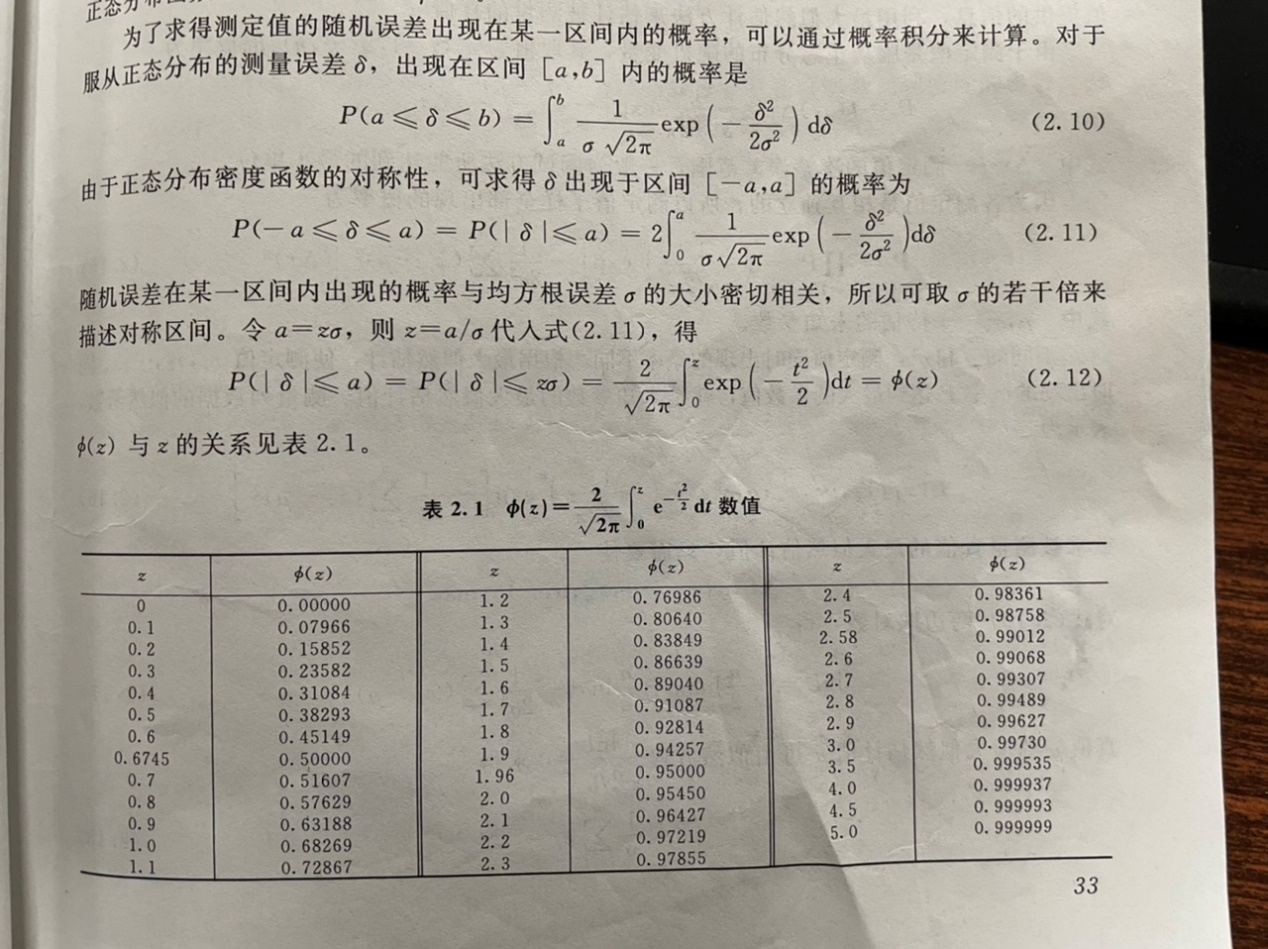 正态分布
为了求得测定值的随机误差出现在某一区间内的概率，可以通过概率积分来计算。对于
服从正态分布的测量误差 δ，出现在区间 [a,b] 内的概率是
P(a ⩽ δ ⩽ b) = ∫_a^b 1/(σ√(2π)) exp(−δ²/(2σ²)) dδ (2.10)
由于正态分布密度函数的对称性，可求得 δ 出现于区间 [−a,a] 的概率为
P(−a ⩽ δ ⩽ a) = P(|δ| ⩽ a) = 2∫_0^a 1/(σ√(2π)) exp(−δ²/(2σ²)) dδ (2.11)
随机误差在某一区间内出现的概率与均方根误差 σ 的大小密切相关，所以可取 σ 的若干倍来
描述对称区间。令 a=zσ，则 z=a/σ 代入式(2.11)，得
P(|δ| ⩽ a) = P(|δ| ⩽ zσ) = 2/√(2π) ∫_0^z exp(−t²/2) dt = ϕ(z) (2.12)
ϕ(z) 与 z 的关系见表 2.1。
表 2.1 ϕ(z)=2/√(2π) ∫_0^z e^(−t²/2) dt 数值
z ϕ(z) z ϕ(z) z ϕ(z)
0 0.00000 1.2 0.76986 2.4 0.98361
0.1 0.07966 1.3 0.80640 2.5 0.98758
0.2 0.15852 1.4 0.83849 2.58 0.99012
0.3 0.23582 1.5 0.86639 2.6 0.99068
0.4 0.31084 1.6 0.89040 2.7 0.99307
0.5 0.38293 1.7 0.91087 2.8 0.99489
0.6 0.45149 1.8 0.92814 2.9 0.99627
0.6745 0.50000 1.9 0.94257 3.0 0.99730
0.7 0.51607 1.96 0.95000 3.5 0.999535
0.8 0.57629 2.0 0.95450 4.0 0.999937
0.9 0.63188 2.1 0.96427 4.5 0.999993
1.0 0.68269 2.2 0.97219 5.0 0.999999
1.1 0.72867 2.3 0.97855
33